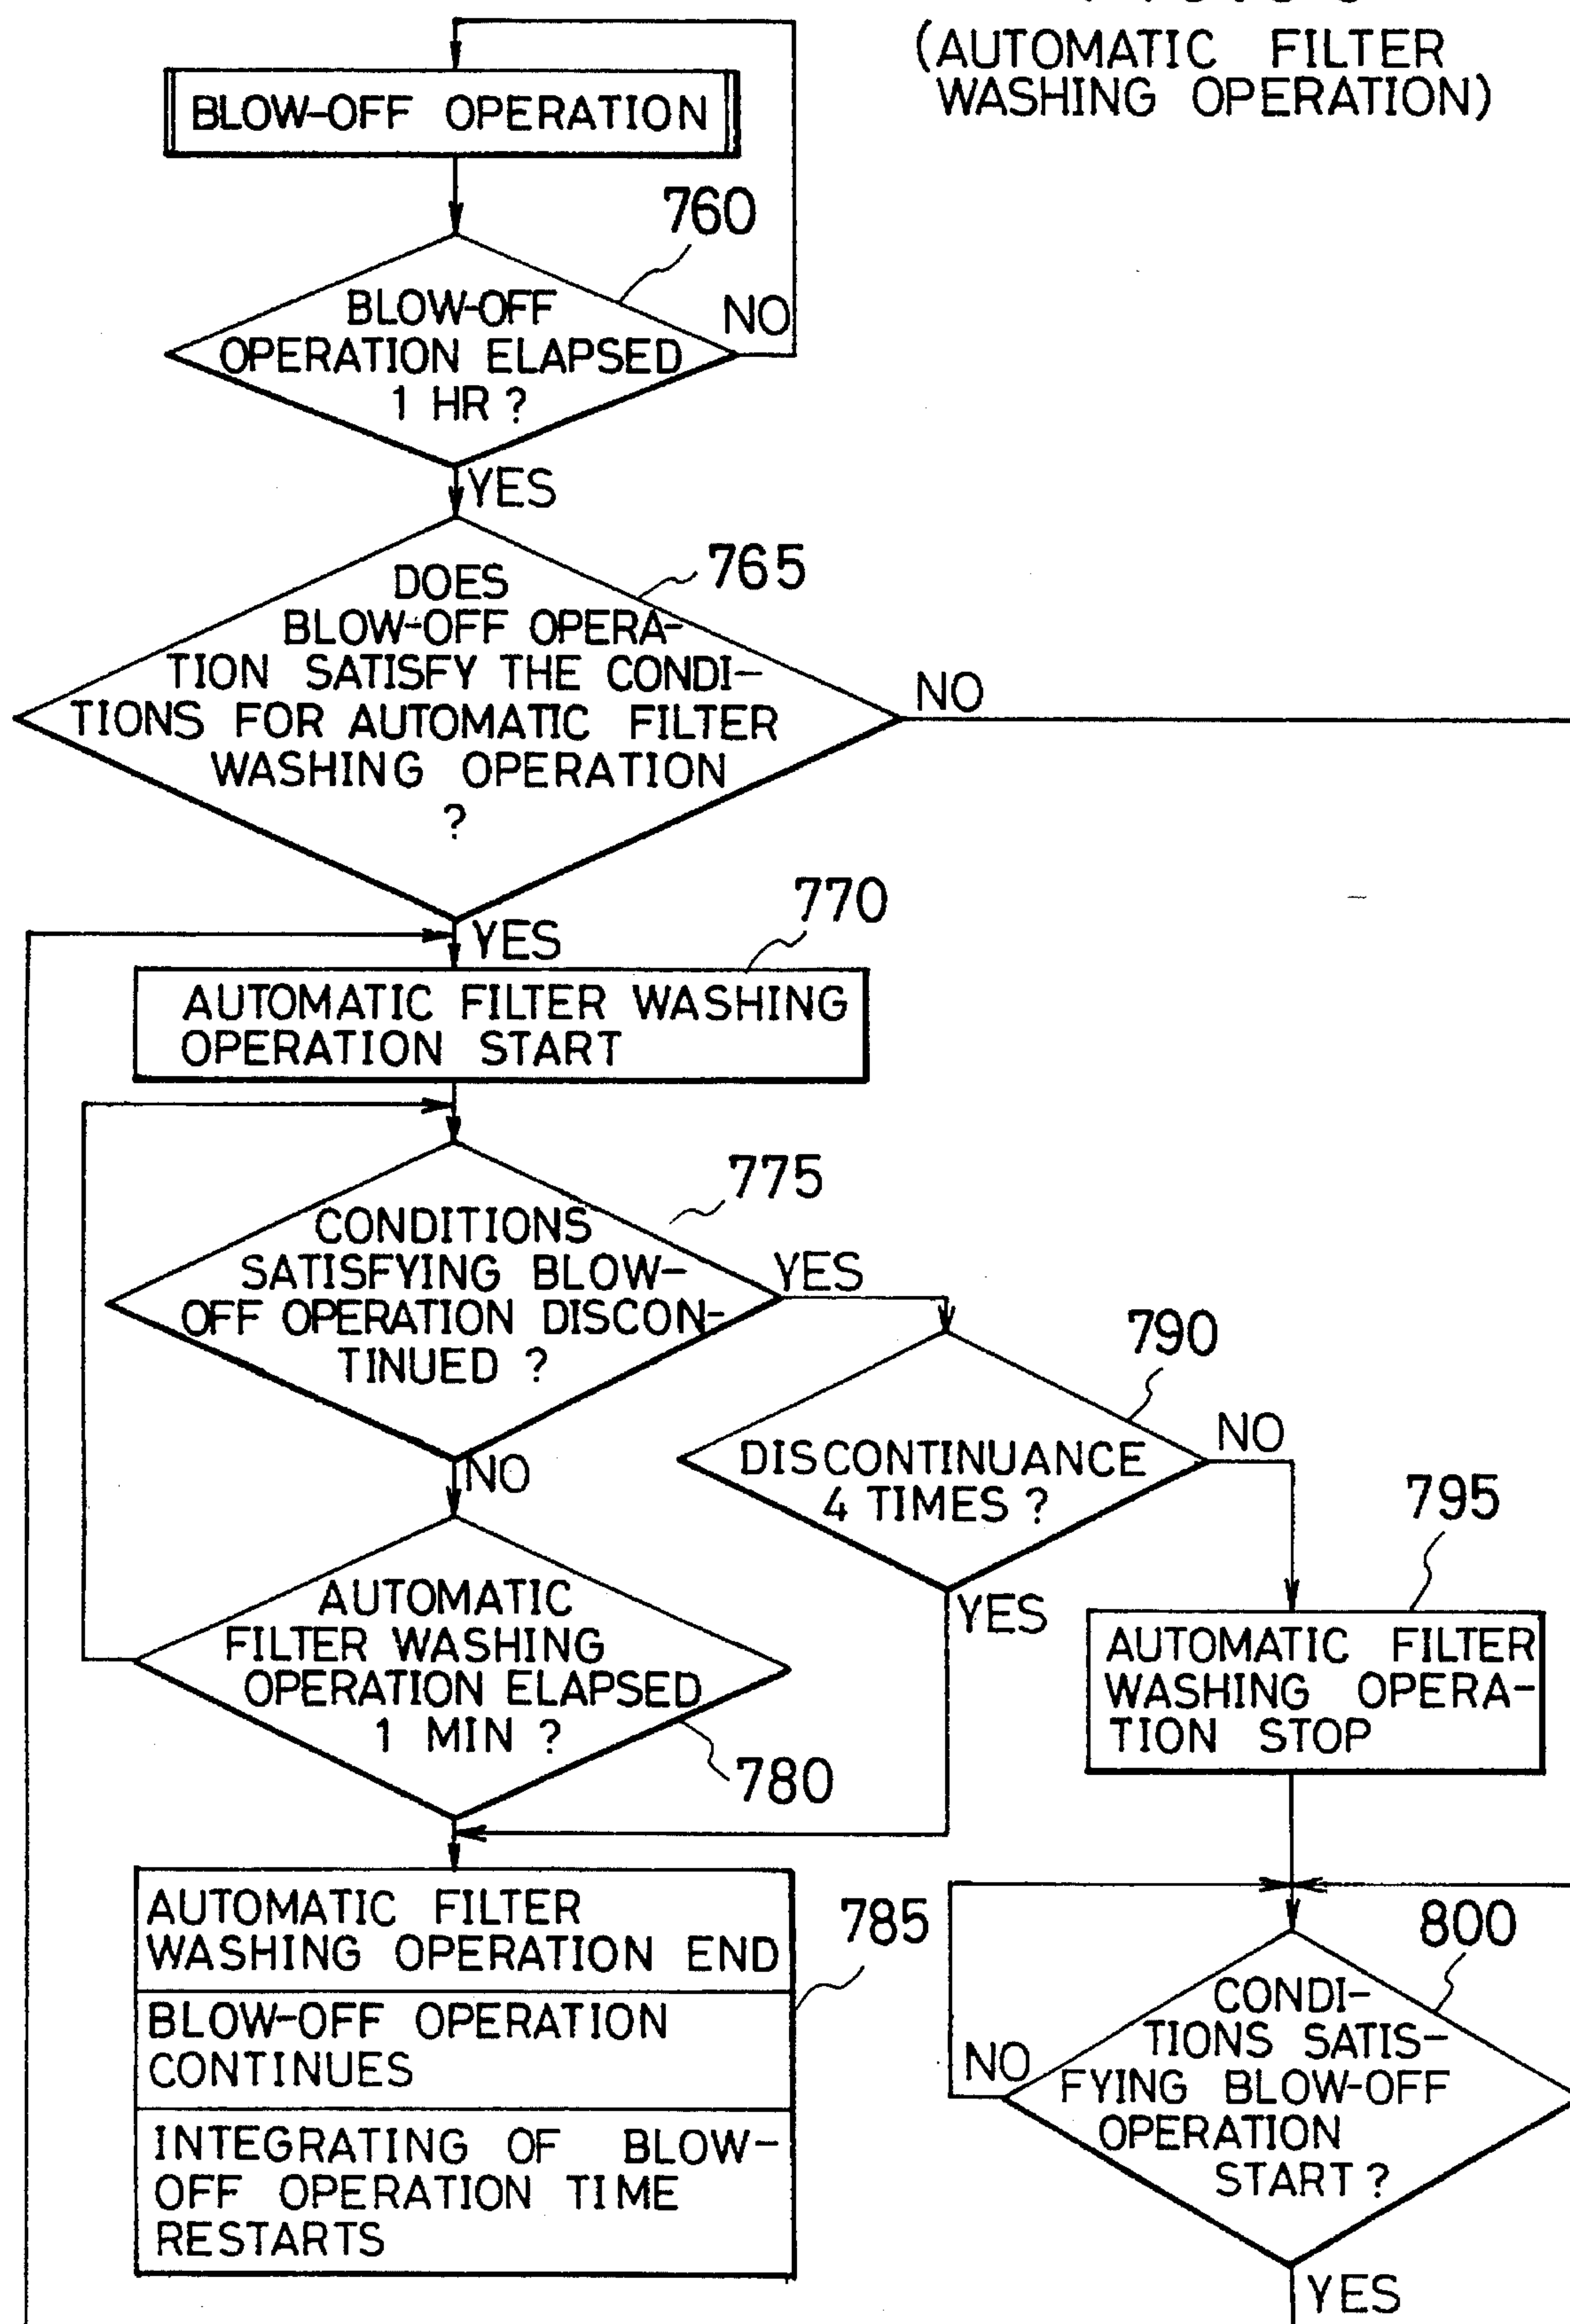 (AUTOMATIC FILTER
WASHING OPERATION)
BLOW-OFF OPERATION
760
BLOW-OFF
OPERATION ELAPSED
1 HR ?
NO
YES
765
DOES
BLOW-OFF OPERA-
TION SATISFY THE CONDI-
TIONS FOR AUTOMATIC FILTER
WASHING OPERATION
?
NO
YES
770
AUTOMATIC FILTER WASHING
OPERATION START
775
CONDITIONS
SATISFYING BLOW-
OFF OPERATION DISCON-
TINUED ?
YES
NO
790
DISCONTINUANCE
4 TIMES ?
NO
YES
795
AUTOMATIC FILTER
WASHING OPERA-
TION STOP
AUTOMATIC
FILTER WASHING
OPERATION ELAPSED
1 MIN ?
780
AUTOMATIC FILTER
WASHING OPERATION END
785
BLOW-OFF OPERATION
CONTINUES
INTEGRATING OF BLOW-
OFF OPERATION TIME
RESTARTS
800
CONDI-
TIONS SATIS-
FYING BLOW-OFF
OPERATION
START ?
NO
YES